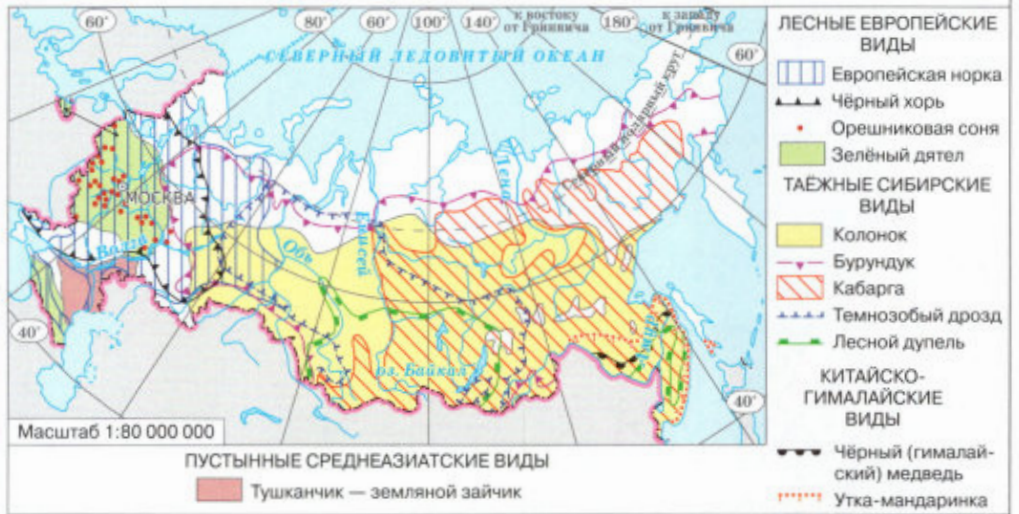 60°
80°
60°
100°
140°
к востоку
от Гринвича
180°
к западу
от Гринвича
60°
СЕВЕРНЫЙ ЛЕДОВИТЫЙ ОКЕАН
Северный полярный круг
Лена
МОСКВА
Волга
Енисей
Обь
оз. Байкал
Амур
40°
40°
Масштаб 1:80 000 000
ПУСТЫННЫЕ СРЕДНЕАЗИАТСКИЕ ВИДЫ
Тушканчик — земляной зайчик
ЛЕСНЫЕ ЕВРОПЕЙСКИЕ
ВИДЫ
Европейская норка
Чёрный хорь
Орешниковая соня
Зелёный дятел
ТАЁЖНЫЕ СИБИРСКИЕ
ВИДЫ
Колонок
Бурундук
Кабарга
Темнозобый дрозд
Лесной дупель
КИТАЙСКО-
ГИМАЛАЙСКИЕ
ВИДЫ
Чёрный (гималай-
ский) медведь
Утка-мандаринка